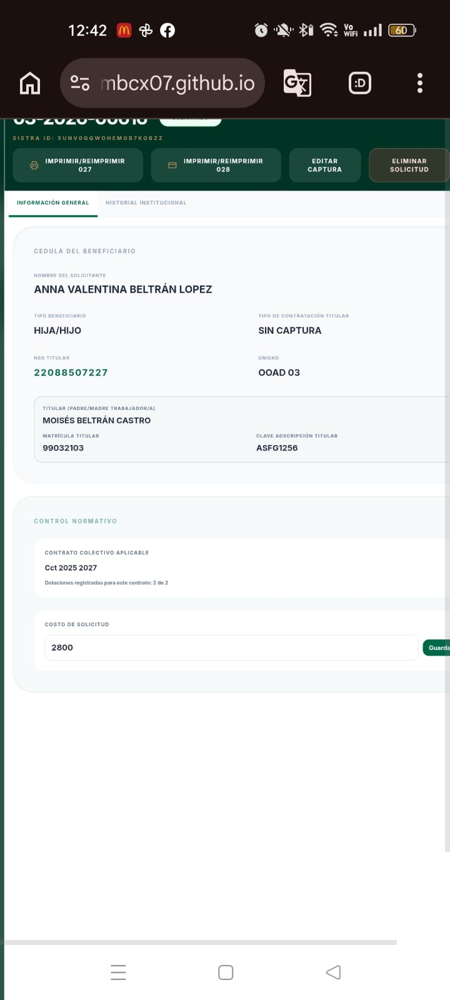 12:42
Vo
WiFi
60
mbcx07.github.io
:D
03-2026-00016
SISTRA ID: 5UNV0QQWOHEMOB7KOBZZ
IMPRIMIR/REIMPRIMIR
027
IMPRIMIR/REIMPRIMIR
028
EDITAR
CAPTURA
ELIMINAR
SOLICITUD
INFORMACIÓN GENERAL
HISTORIAL INSTITUCIONAL
CEDULA DEL BENEFICIARIO
NOMBRE DEL SOLICITANTE
ANNA VALENTINA BELTRÁN LOPEZ
TIPO BENEFICIARIO
TIPO DE CONTRATACIÓN TITULAR
HIJA/HIJO
SIN CAPTURA
NSS TITULAR
UNIDAD
22088507227
OOAD 03
TITULAR (PADRE/MADRE TRABAJADOR/A)
MOISÉS BELTRÁN CASTRO
MATRÍCULA TITULAR
CLAVE ADSCRIPCIÓN TITULAR
99032103
ASFG1256
CONTROL NORMATIVO
CONTRATO COLECTIVO APLICABLE
Cct 2025 2027
Dotaciones registradas para este contrato: 2 de 2
COSTO DE SOLICITUD
2800
Guarda